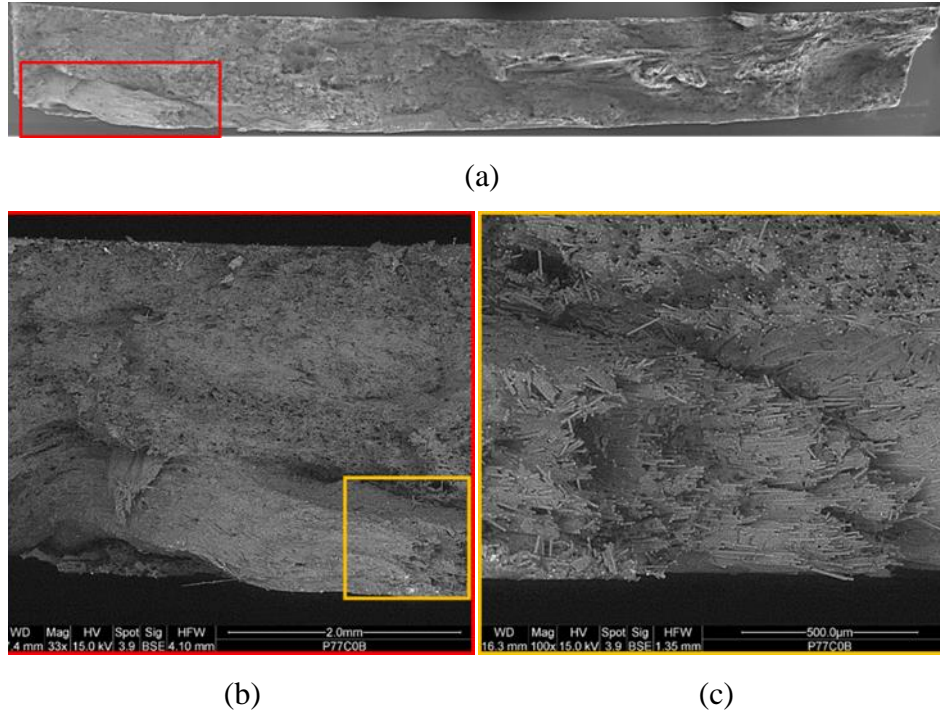 (a)
WD Mag HV Spot Sig HFW 2.0mm
7.4 mm 33x 15.0 kV 3.9 BSE 4.10 mm P77C0B
WD Mag HV Spot Sig HFW 500.0µm
16.3 mm 100x 15.0 kV 3.9 BSE 1.35 mm P77C0B
(b)
(c)